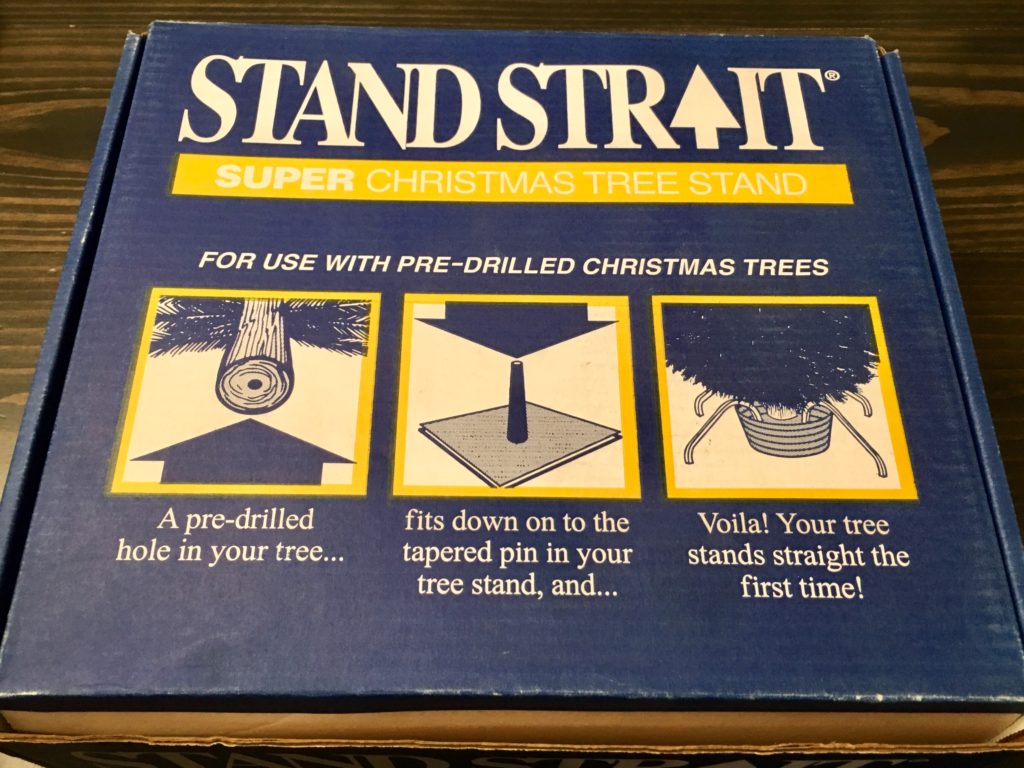 STAND STRAIT®
SUPER CHRISTMAS TREE STAND
FOR USE WITH PRE-DRILLED CHRISTMAS TREES
A pre-drilled
hole in your tree...
fits down on to the
tapered pin in your
tree stand, and...
Voila! Your tree
stands straight the
first time!
STAND STRAIT